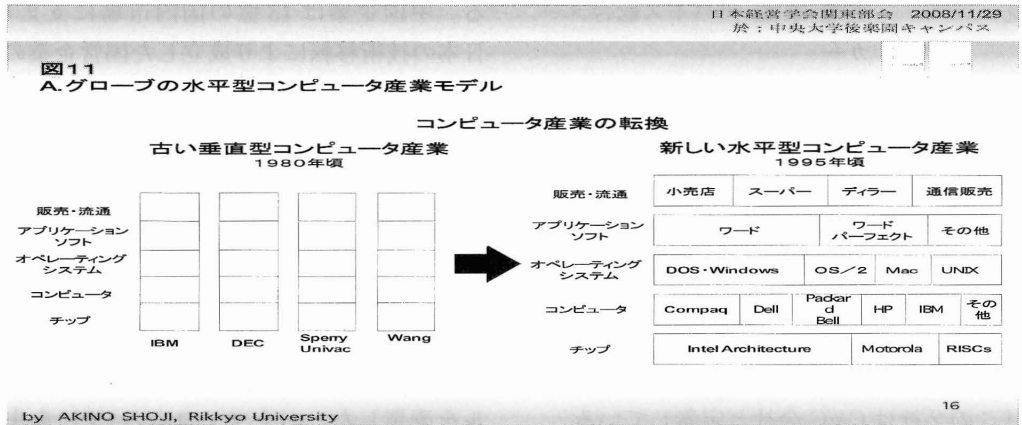 日本経営学会関東部会 2008/11/29
於:中央大学後楽園キャンパス
図11
A.グローブの水平型コンピュータ産業モデル
コンピュータ産業の転換
古い垂直型コンピュータ産業
1980年頃
販売・流通
アプリケーション
ソフト
オペレーティング
システム
コンピュータ
チップ
IBM DEC Sperry Univac Wang
新しい水平型コンピュータ産業
1995年頃
販売・流通 小売店 スーパー ディラー 通信販売
アプリケーション
ソフト
ワード
ワード
パーフェクト
その他
オペレーティング
システム
DOS・Windows OS/2 Mac UNIX
コンピュータ
Compaq Dell
Packar
d
Bell
HP IBM
その
他
チップ Intel Architecture Motorola RISCs
16
by AKINO SHOJI, Rikkyo University